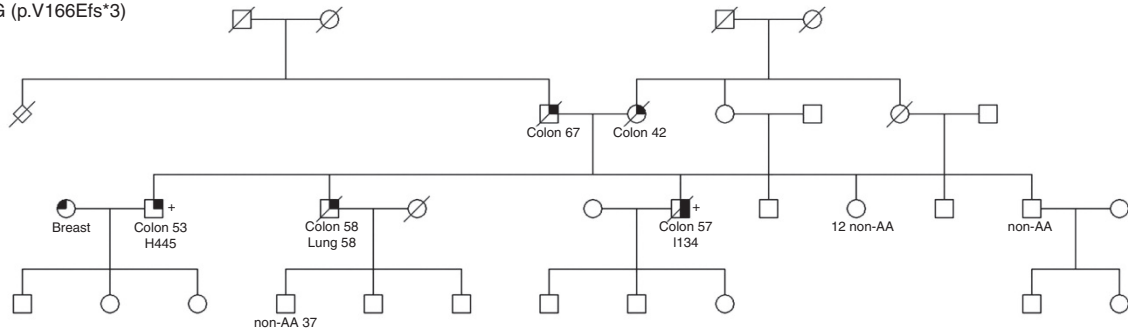 G (p.V166Efs*3)
Colon 67
Colon 42
+
+
Breast
Colon 53
H445
Colon 58
Lung 58
Colon 57
I134
12 non-AA
non-AA
non-AA 37